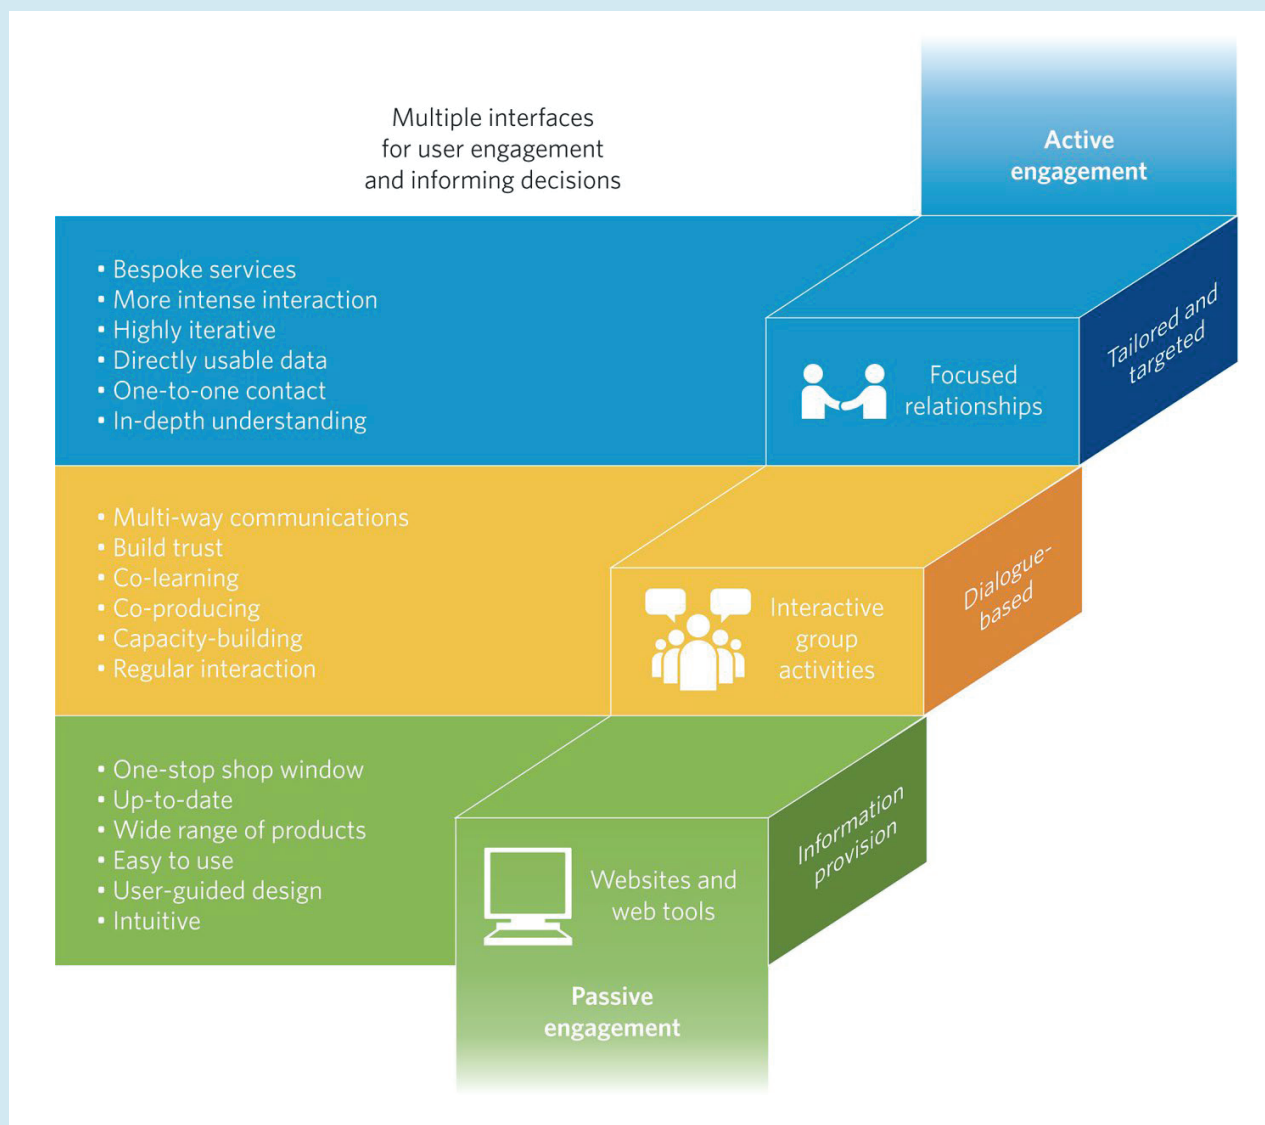 Multiple interfaces
for user engagement
and informing decisions
Active
engagement
• Bespoke services
• More intense interaction
• Highly iterative
• Directly usable data
• One-to-one contact
• In-depth understanding
Focused
relationships
Tailored and
targeted
• Multi-way communications
• Build trust
• Co-learning
• Co-producing
• Capacity-building
• Regular interaction
Interactive
group
activities
Dialogue-
based
• One-stop shop window
• Up-to-date
• Wide range of products
• Easy to use
• User-guided design
• Intuitive
Websites and
web tools
Information
provision
Passive
engagement